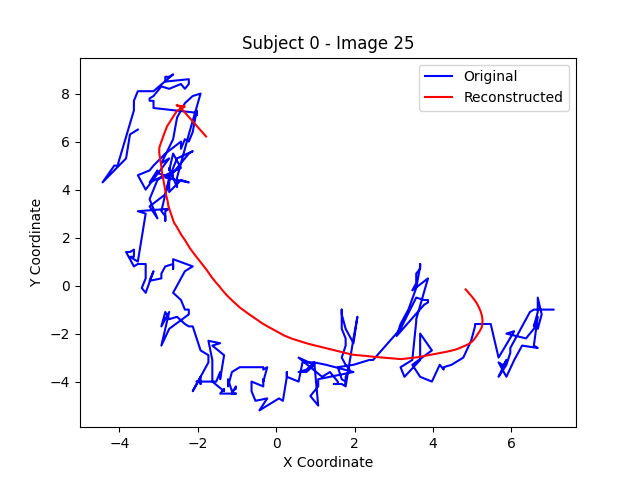 Subject 0 - Image 25
Original
Reconstructed
Y Coordinate
8
6
4
2
0
−2
−4
−4
−2
0
2
4
6
X Coordinate